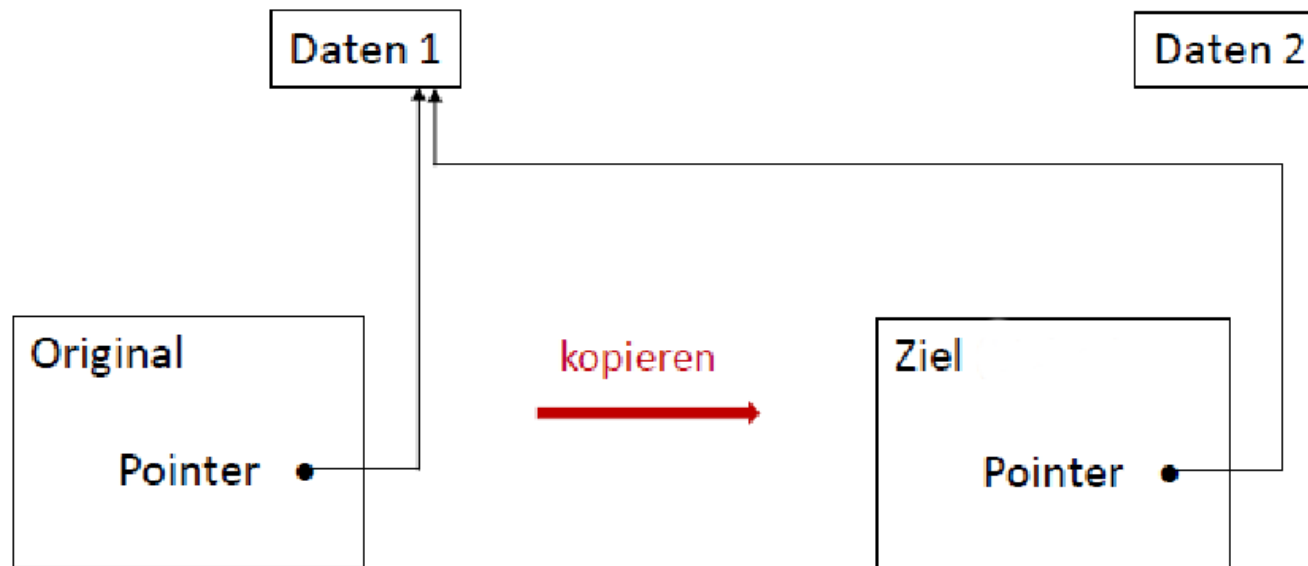 Daten 1
Daten 2
Original
kopieren
Ziel
Pointer
Pointer